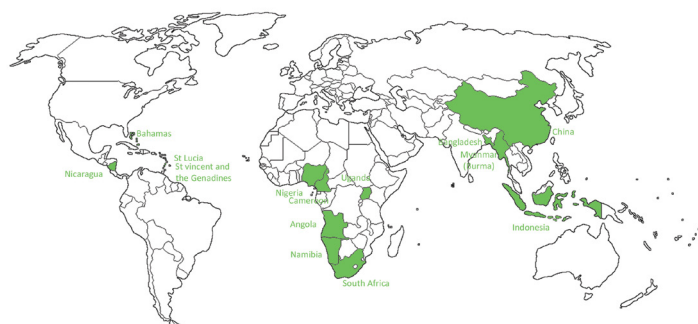 Bahamas
St Lucia
St vincent and
the Genadines
Nicaragua
Bangladesh
China
Myanmar
(Burma)
Uganda
Nigeria
Cameroon
Angola
Indonesia
Namibia
South Africa